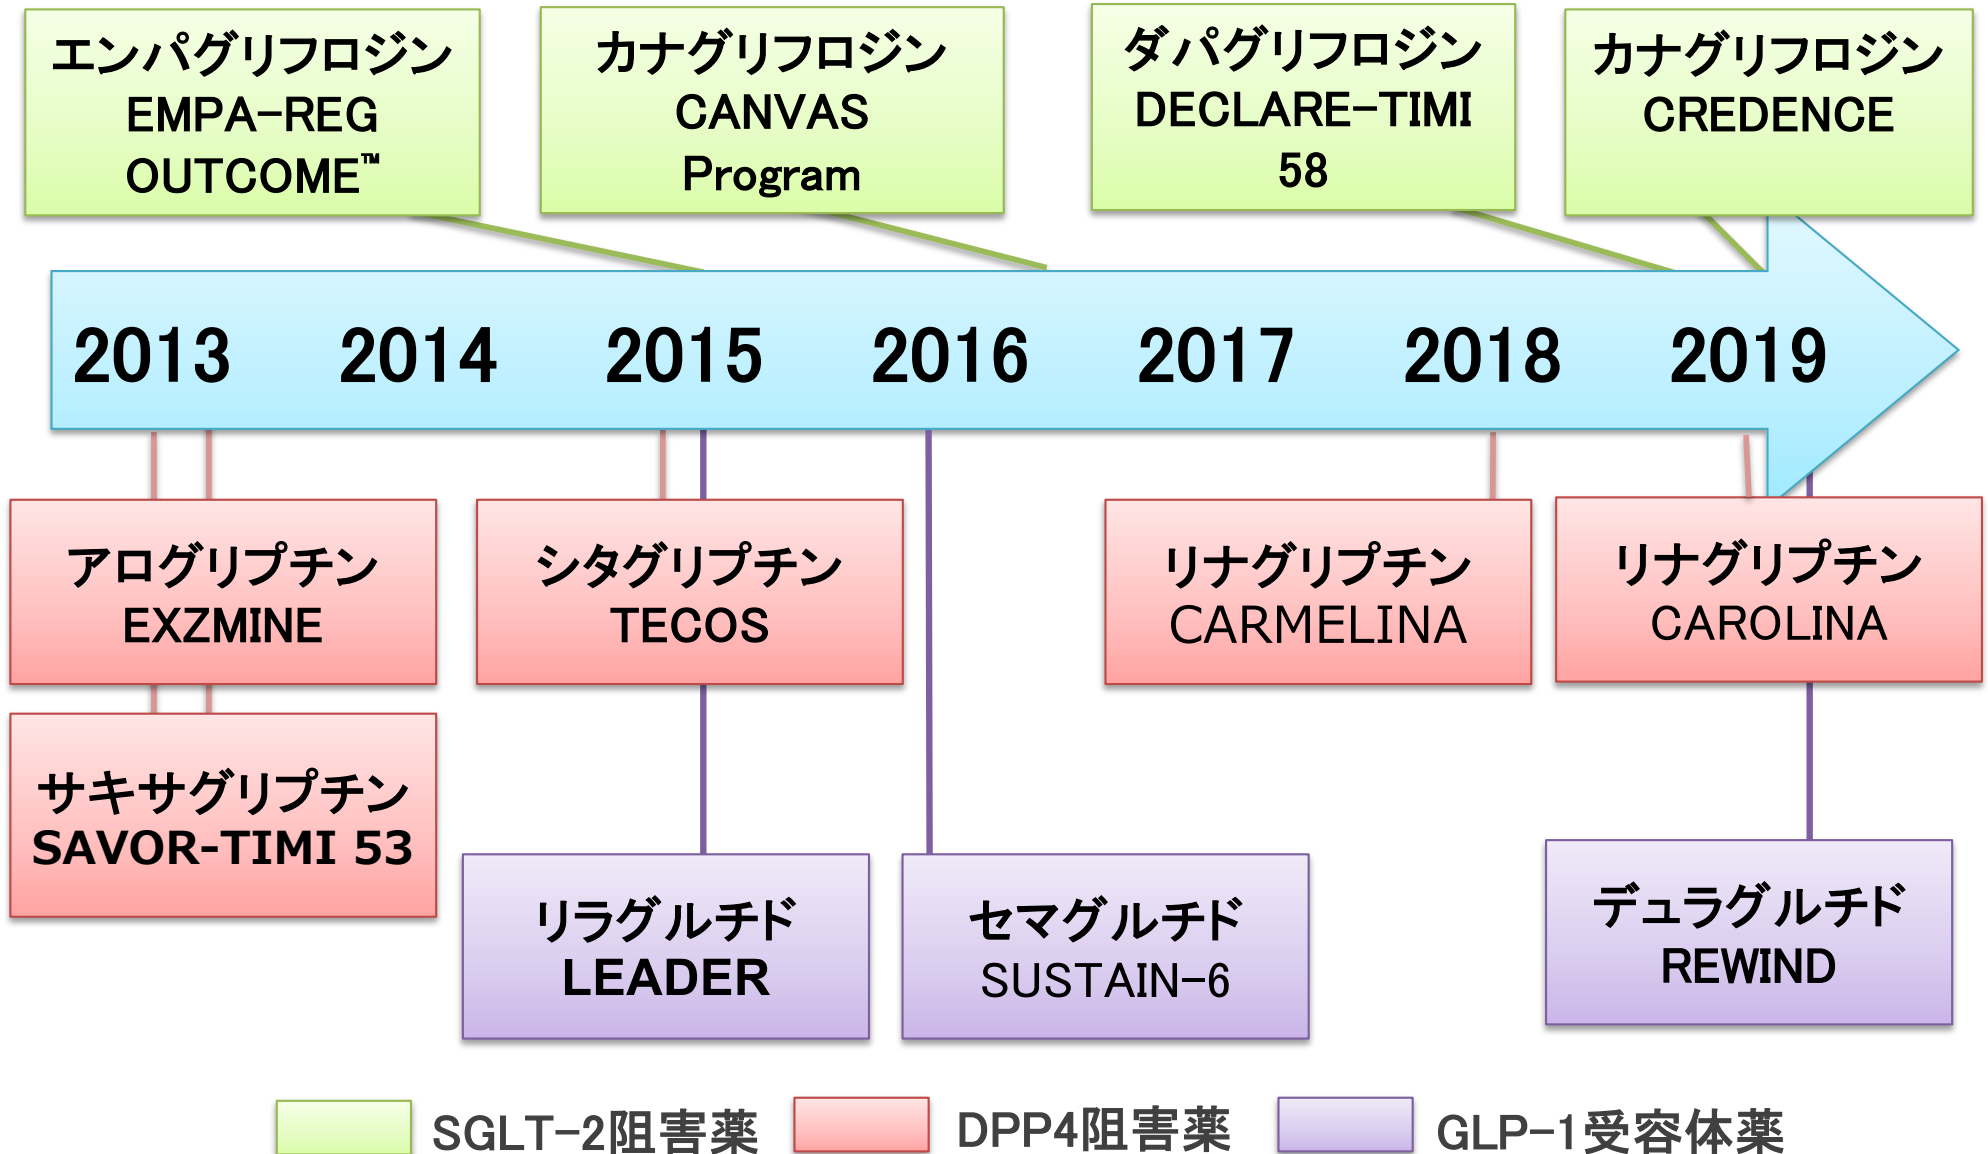 エンパグリフロジン
EMPA-REG
OUTCOME™
カナグリフロジン
CANVAS
Program
ダパグリフロジン
DECLARE-TIMI
58
カナグリフロジン
CREDENCE
2013 2014 2015 2016 2017 2018 2019
アログリプチン
EXZMINE
シタグリプチン
TECOS
リナグリプチン
CARMELINA
リナグリプチン
CAROLINA
サキサグリプチン
SAVOR-TIMI 53
リラグルチド
LEADER
セマグルチド
SUSTAIN-6
デュラグルチド
REWIND
SGLT-2阻害薬
DPP4阻害薬
GLP-1受容体薬